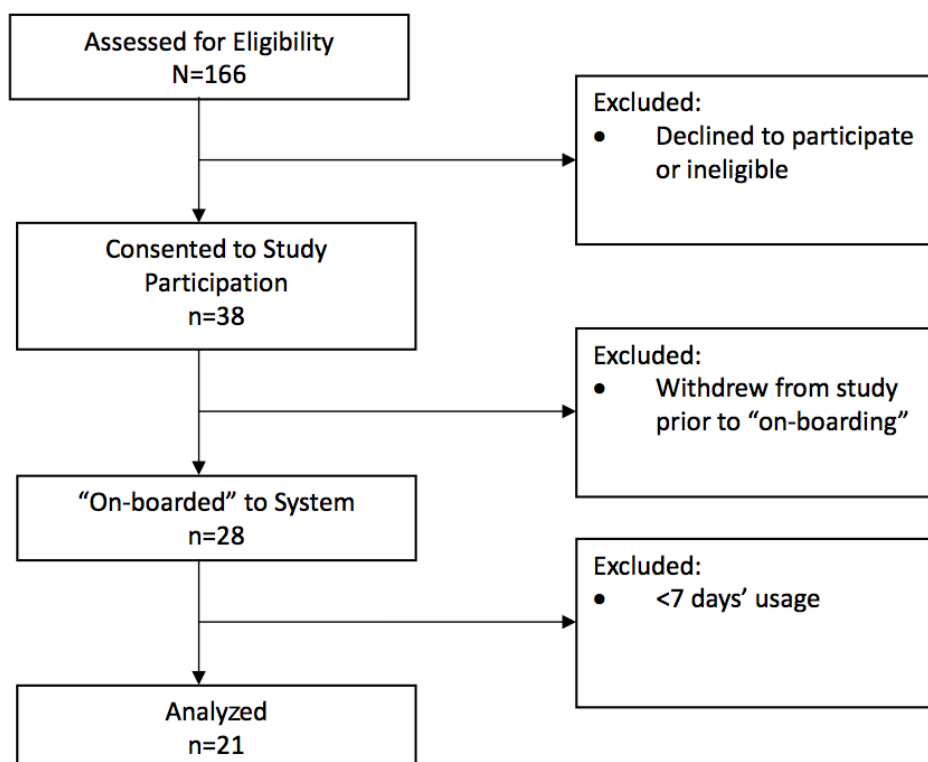 Assessed for Eligibility
N=166
Excluded:
• Declined to participate
or ineligible
Consented to Study
Participation
n=38
Excluded:
• Withdrew from study
prior to “on-boarding”
“On-boarded” to System
n=28
Excluded:
• <7 days’ usage
Analyzed
n=21